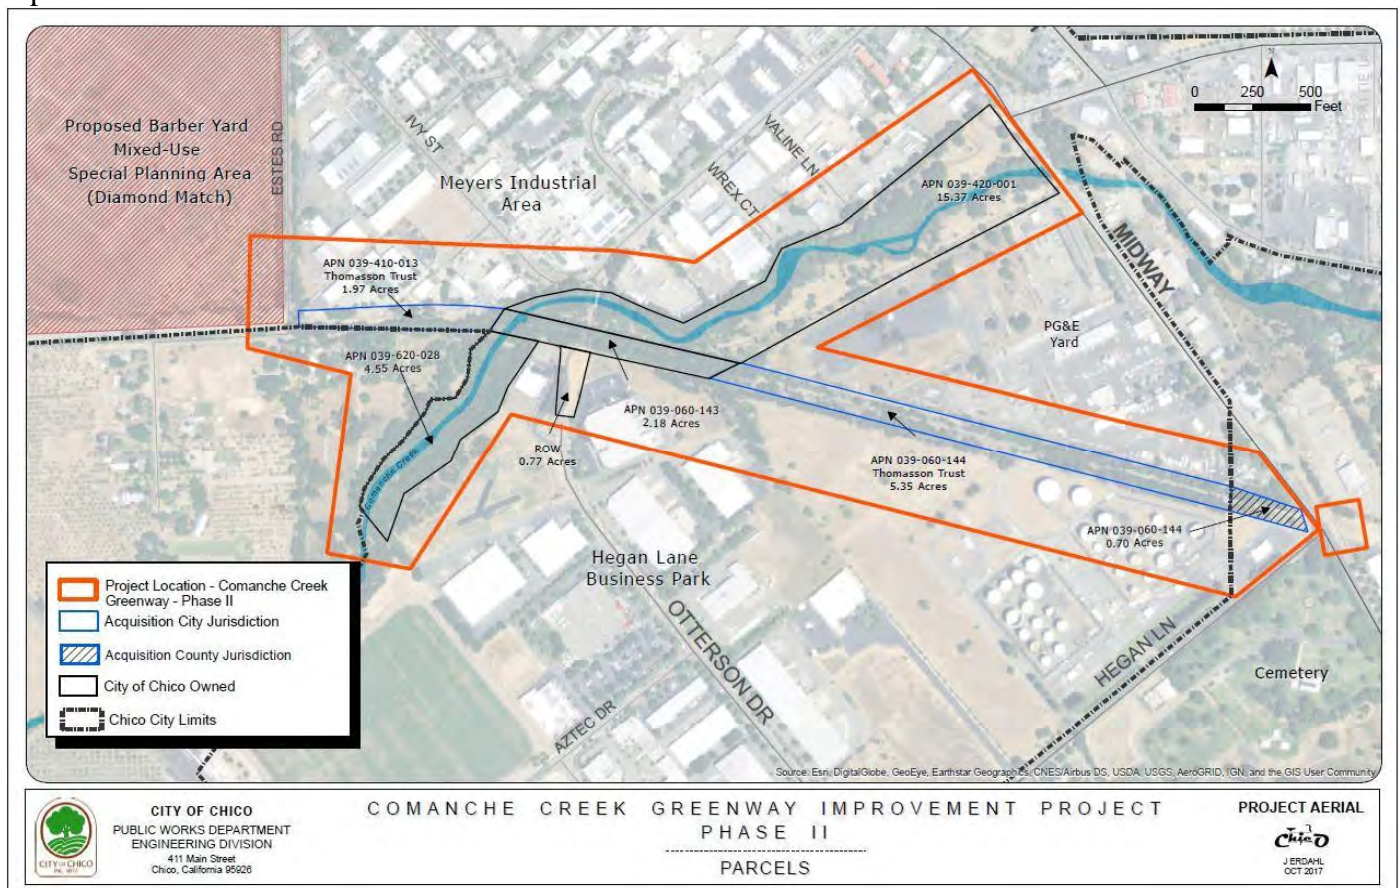 Proposed Barber Yard
Mixed-Use
Special Planning Area
(Diamond Match)
ESTES RD
IVY ST
Meyers Industrial
Area
VALINE LN
WREX CT
N
0 250 500
Feet
APN 039-420-001
15.37 Acres
MIDWAY
APN 039-410-013
Thomasson Trust
1.97 Acres
PG&E
Yard
APN 039-620-028
4.55 Acres
APN 039-060-143
2.18 Acres
ROW
0.77 Acres
APN 039-060-144
Thomasson Trust
5.35 Acres
Comanche Creek
APN 039-060-144
0.70 Acres
Hegan Lane
Business Park
OTTERSON DR
HEGAN LN
Cemetery
AZTEC DR
Project Location - Comanche Creek
Greenway - Phase II
Acquisition City Jurisdiction
Acquisition County Jurisdiction
City of Chico Owned
Chico City Limits
Source: Esri, DigitalGlobe, GeoEye, Earthstar Geographics, CNES/Airbus DS, USDA, USGS, AeroGRID, IGN, and the GIS User Community
CITY OF CHICO
INC. 1872
CITY OF CHICO
PUBLIC WORKS DEPARTMENT
ENGINEERING DIVISION
411 Main Street
Chico, California 95926
COMANCHE CREEK GREENWAY IMPROVEMENT PROJECT
PHASE II
PARCELS
PROJECT AERIAL
Chico
J ERDAHL
OCT 2017